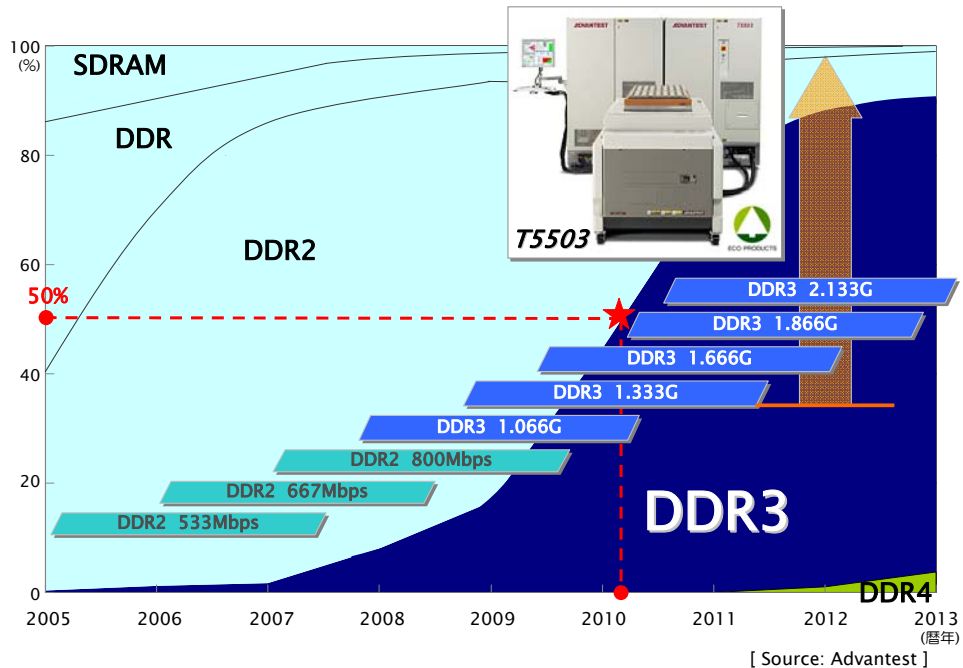 100
(%)
SDRAM
DDR
80
DDR2
60
50%
40
20
0
ADVANTEST
ADVANTEST
T5503
T5503
ECO PRODUCTS
DDR3 2.133G
DDR3 1.866G
DDR3 1.666G
DDR3 1.333G
DDR3 1.066G
DDR2 800Mbps
DDR2 667Mbps
DDR2 533Mbps
DDR3
DDR4
2005 2006 2007 2008 2009 2010 2011 2012 2013
(暦年)
[ Source: Advantest ]